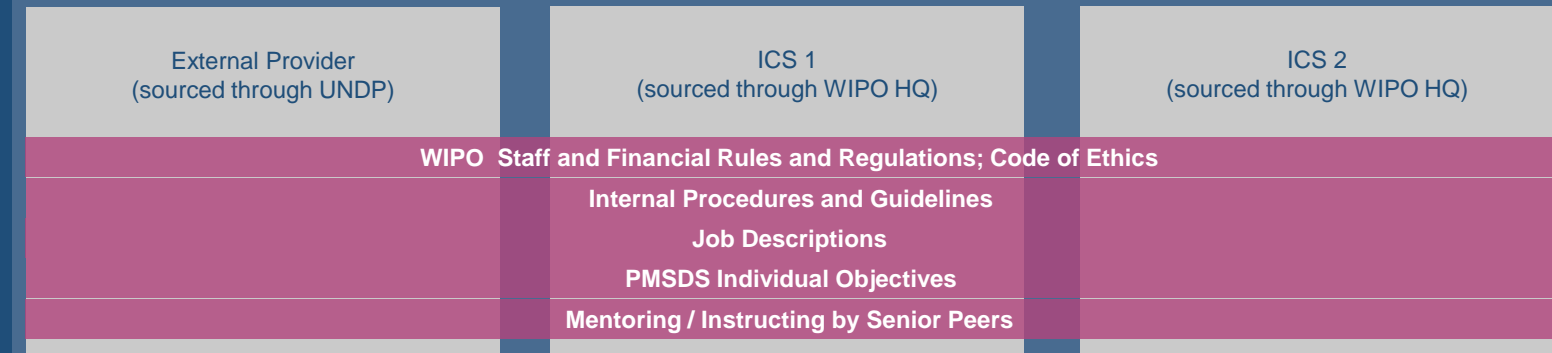 External Provider
(sourced through UNDP)
ICS 1
(sourced through WIPO HQ)
ICS 2
(sourced through WIPO HQ)
WIPO  Staff and Financial Rules and Regulations; Code of Ethics
Internal Procedures and Guidelines
Job Descriptions
PMSDS Individual Objectives
Mentoring / Instructing by Senior Peers